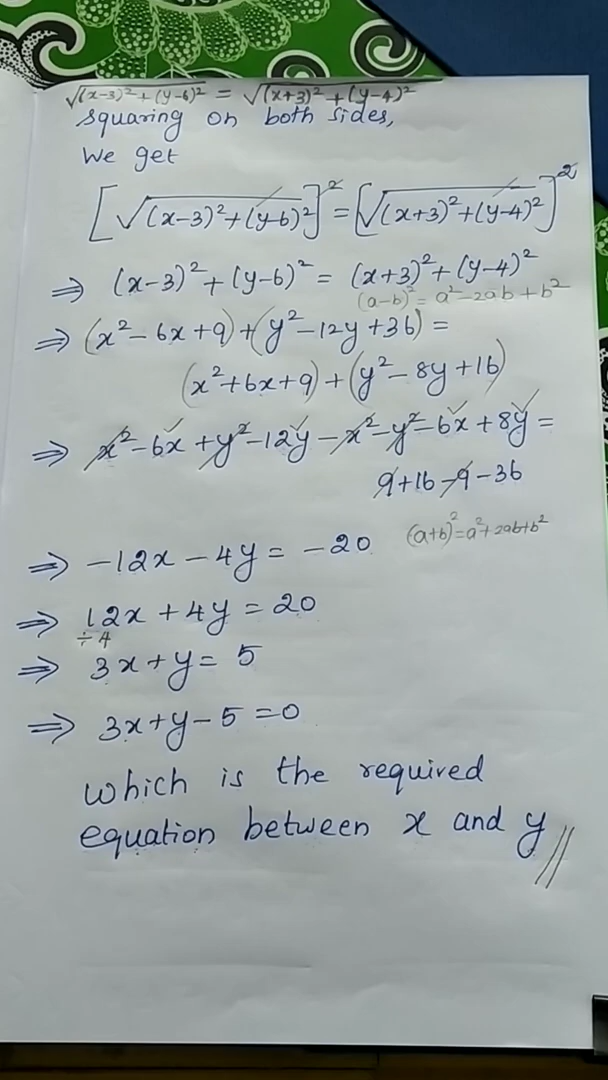 √(x-3)²+(y-6)² = √(x+3)²+(y-4)²
squaring on both sides,
we get
[√(x-3)²+(y-6)²]² = [√(x+3)²+(y-4)²]²
⇒ (x-3)²+(y-6)² = (x+3)²+(y-4)²
(a-b)² = a²-2ab+b²
⇒ (x²-6x+9)+(y²-12y+36) =
(x²+6x+9)+(y²-8y+16)
⇒ x²-6x+y²-12y-x²-y²-6x+8y =
9+16-9-36
(a+b)²=a²+2ab+b²
⇒ -12x-4y = -20
⇒ 12x+4y = 20
÷4
⇒ 3x+y = 5
⇒ 3x+y-5=0
which is the required
equation between x and y //